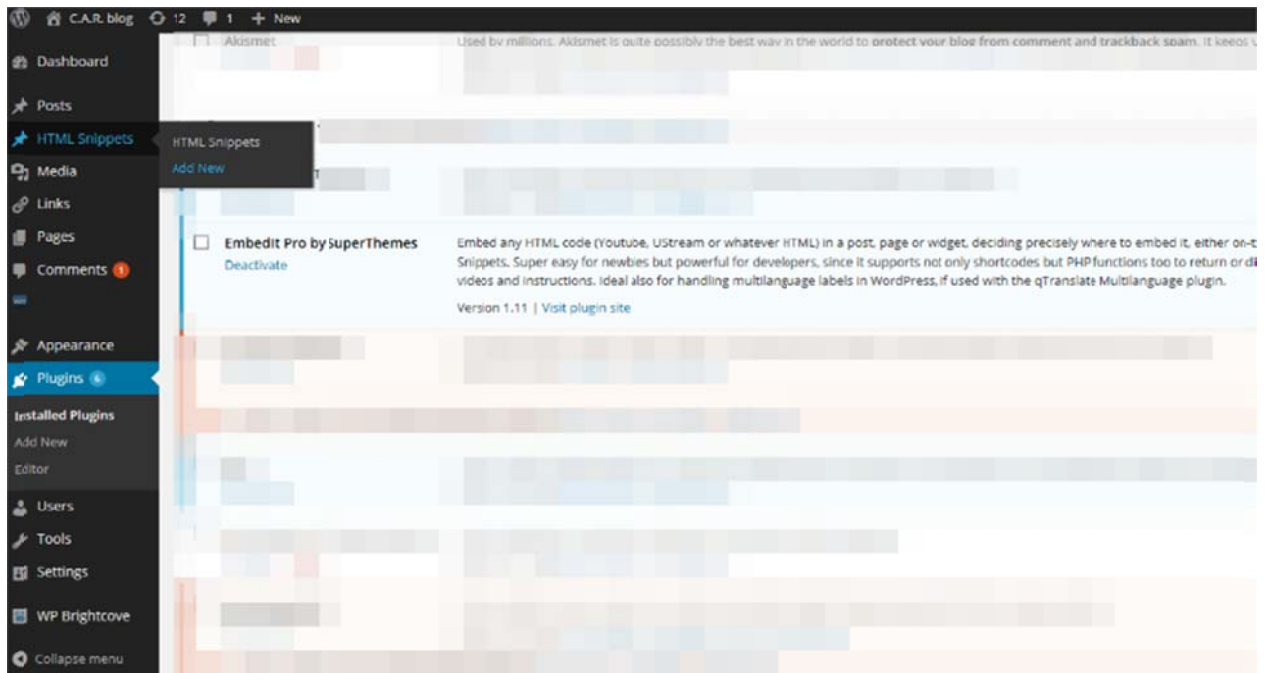 C.A.R. blog 12 1 + New
Dashboard
Posts
HTML Snippets
HTML Snippets
Add New
Media
Links
Pages
Comments 1
Appearance
Plugins 6
Installed Plugins
Add New
Editor
Users
Tools
Settings
WP Brightcove
Collapse menu
Akismet
Used by millions. Akismet is quite possibly the best way in the world to protect your blog from comment and trackback spam. It keeps
EmbedIt Pro by SuperThemes
Deactivate
Embed any HTML code (Youtube, UStream or whatever HTML) in a post, page or widget, deciding precisely where to embed it, either on-t
Snippets. Super easy for newbies but powerful for developers, since it supports not only shortcodes but PHP functions too to return or di
videos and instructions. Ideal also for handling multilanguage labels in WordPress, if used with the qTranslate Multilanguage plugin.
Version 1.11 | Visit plugin site